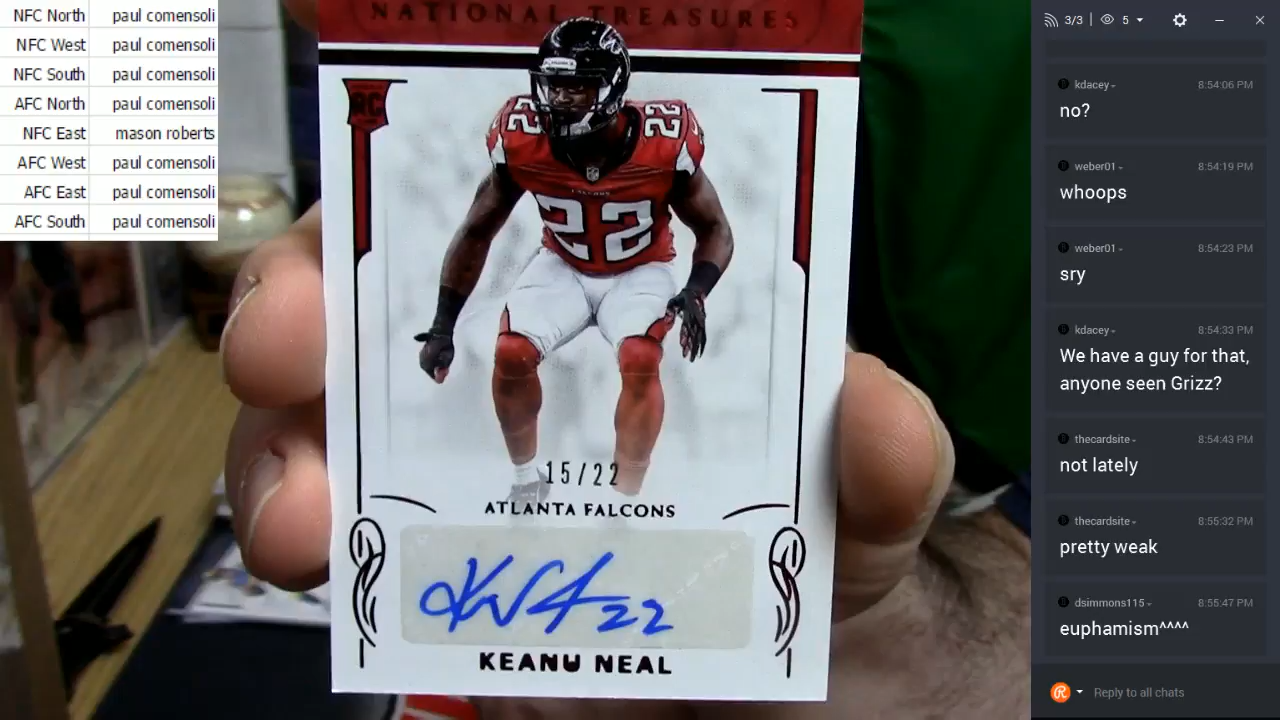 NFC North paul comensoli
NFC West paul comensoli
NFC South paul comensoli
AFC North paul comensoli
NFC East mason roberts
AFC West paul comensoli
AFC East paul comensoli
AFC South paul comensoli
NATIONAL TREASURES
RC
22
22
FALCONS
22
15/22
ATLANTA FALCONS
22
KEANU NEAL
3/3 5
kdacey 8:54:06 PM
no?
weber01 8:54:19 PM
whoops
weber01 8:54:23 PM
sry
kdacey 8:54:33 PM
We have a guy for that,
anyone seen Grizz?
thecardsite 8:54:43 PM
not lately
thecardsite 8:55:32 PM
pretty weak
dsimmons115 8:55:47 PM
euphamism^^^^
Reply to all chats